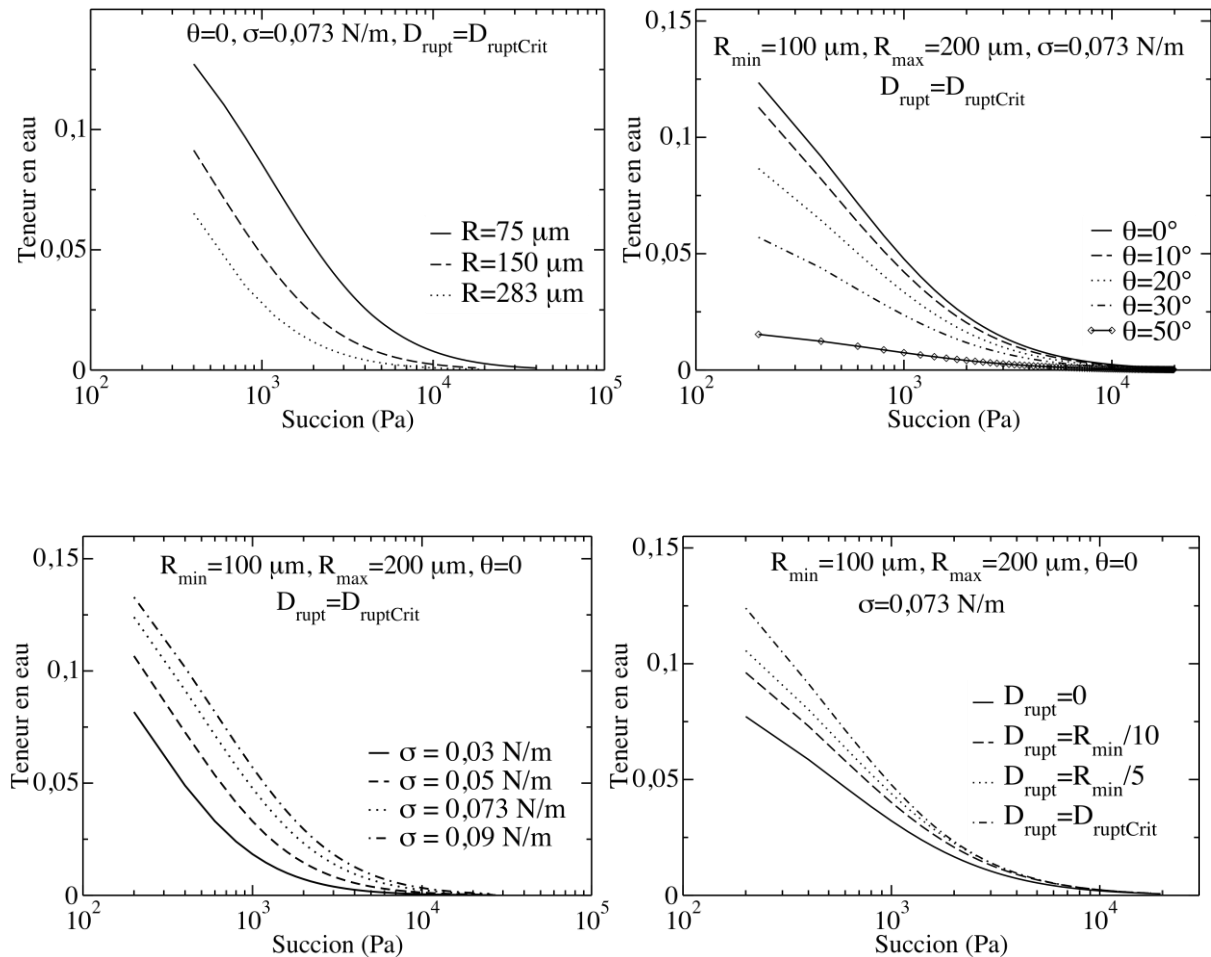 θ=0, σ=0,073 N/m, D_rupt=D_ruptCrit
Teneur en eau
0,1
0,05
0
R=75 μm
R=150 μm
R=283 μm
10^2
10^3
10^4
10^5
Succion (Pa)
R_min=100 μm, R_max=200 μm, σ=0,073 N/m
D_rupt=D_ruptCrit
Teneur en eau
0,15
0,1
0,05
0
θ=0°
θ=10°
θ=20°
θ=30°
θ=50°
10^2
10^3
10^4
Succion (Pa)
R_min=100 μm, R_max=200 μm, θ=0
D_rupt=D_ruptCrit
Teneur en eau
0,15
0,1
0,05
0
σ = 0,03 N/m
σ = 0,05 N/m
σ = 0,073 N/m
σ = 0,09 N/m
10^2
10^3
10^4
10^5
Succion (Pa)
R_min=100 μm, R_max=200 μm, θ=0
σ=0,073 N/m
Teneur en eau
0,15
0,1
0,05
0
D_rupt=0
D_rupt=R_min/10
D_rupt=R_min/5
D_rupt=D_ruptCrit
10^2
10^3
10^4
Succion (Pa)